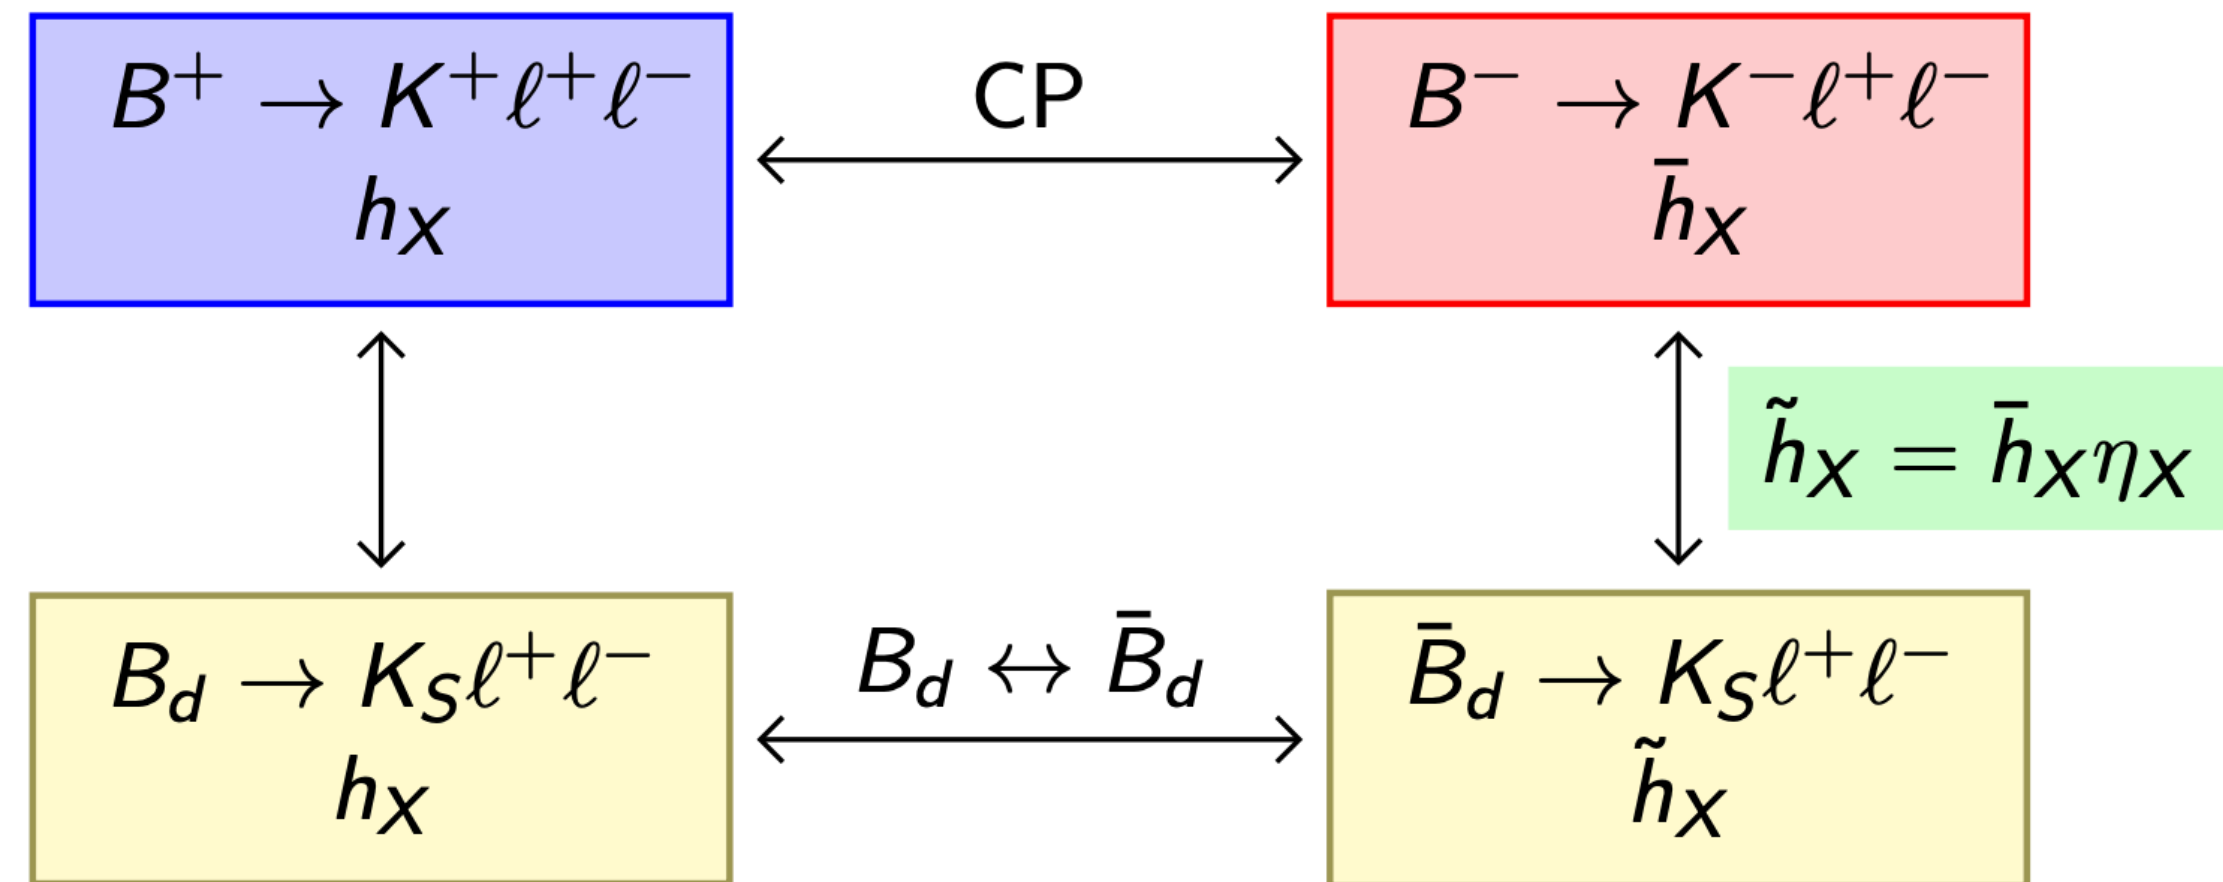 B⁺ → K⁺ℓ⁺ℓ⁻
h_X
CP
B⁻ → K⁻ℓ⁺ℓ⁻
h̄_X
h̃_X = h̄_X η_X
B_d → K_S ℓ⁺ℓ⁻
h_X
B_d ↔ B̄_d
B̄_d → K_S ℓ⁺ℓ⁻
h̃_X